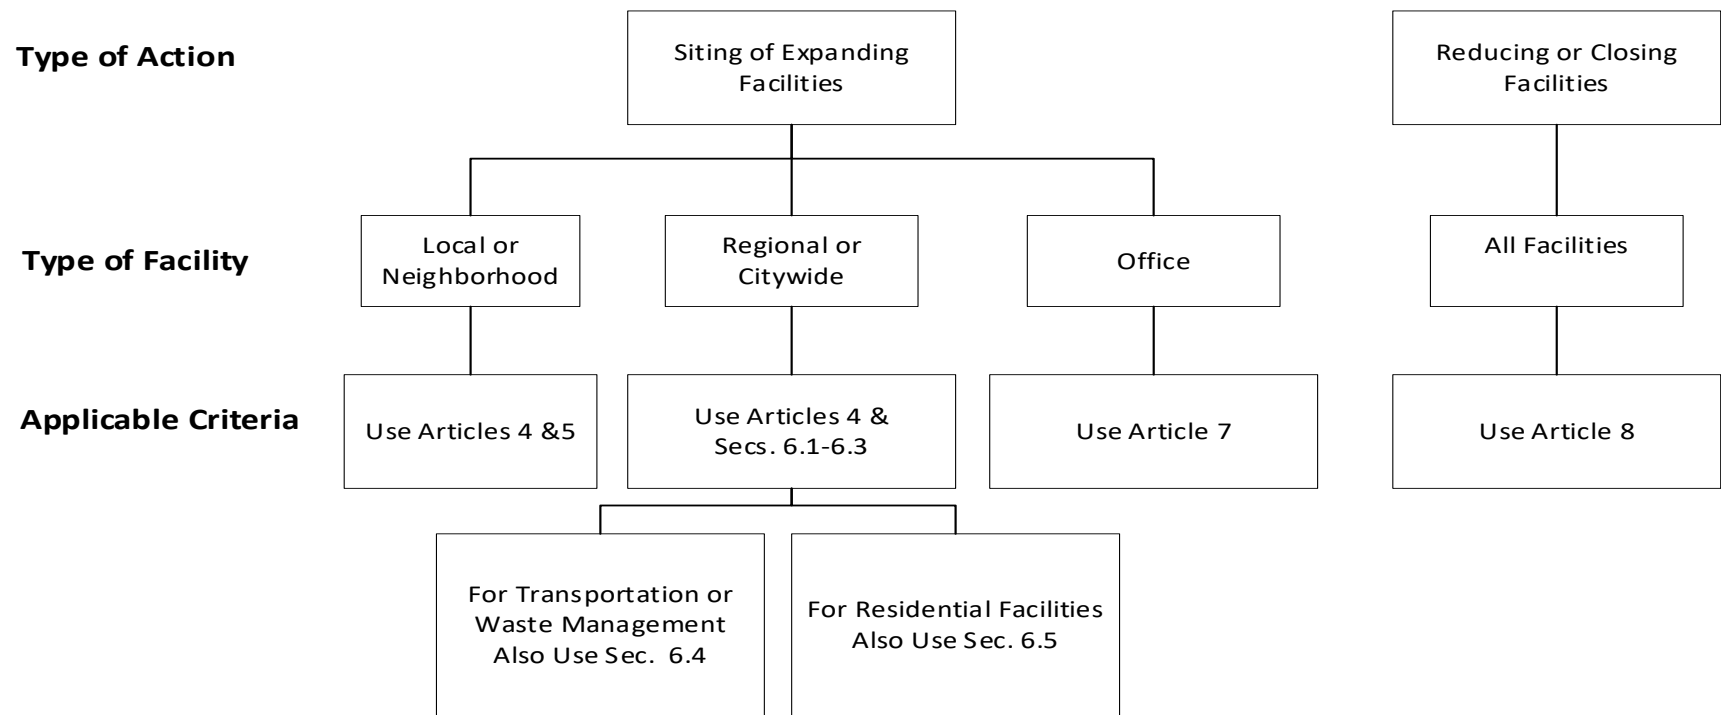 Type of Action
Siting of Expanding
Facilities
Reducing or Closing
Facilities
Type of Facility
Local or
Neighborhood
Regional or
Citywide
Office
All Facilities
Applicable Criteria
Use Articles 4 &5
Use Articles 4 &
Secs. 6.1-6.3
Use Article 7
Use Article 8
For Transportation or
Waste Management
Also Use Sec. 6.4
For Residential Facilities
Also Use Sec. 6.5